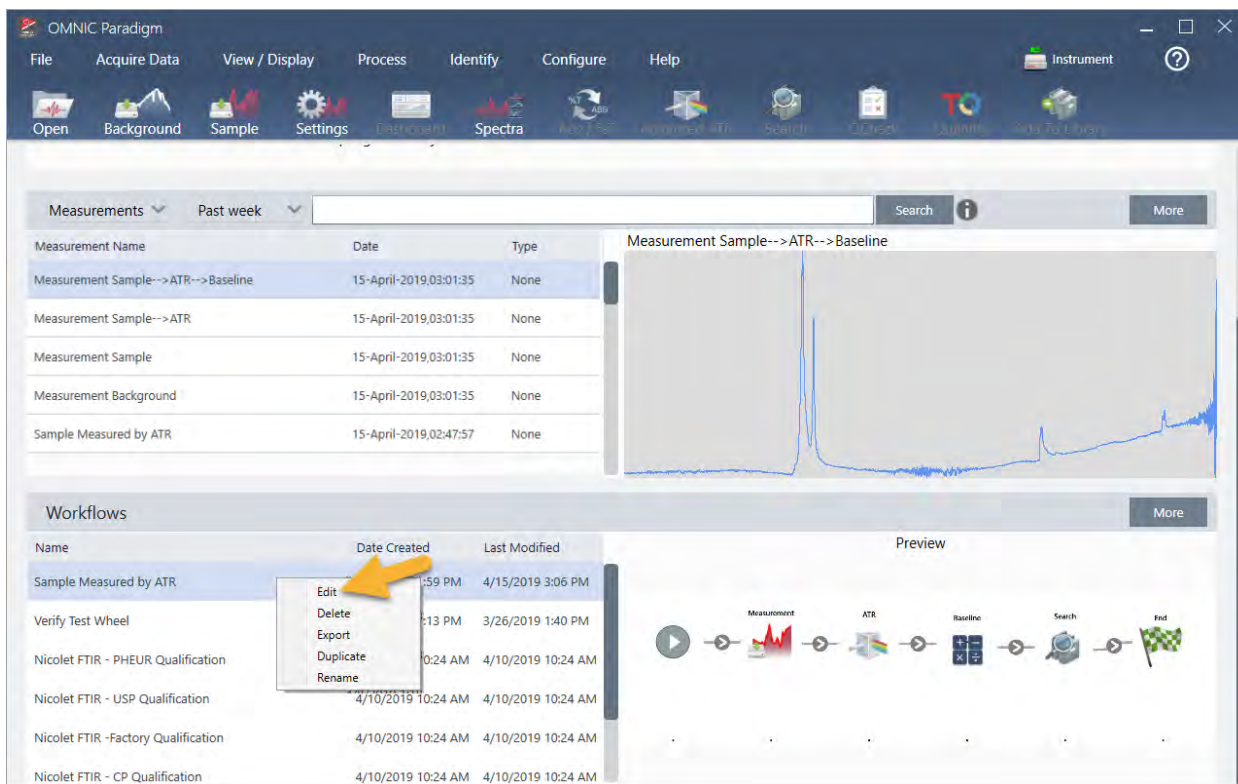 OMNIC Paradigm
File Acquire Data View / Display Process Identify Configure Help Instrument
Open Background Sample Settings Dashboard Spectra Advanced ATR Search QCheck Quantify Add To Library
Measurements Past week Search More
Measurement Name Date Type
Measurement Sample-->ATR-->Baseline 15-April-2019,03:01:35 None
Measurement Sample-->ATR 15-April-2019,03:01:35 None
Measurement Sample 15-April-2019,03:01:35 None
Measurement Background 15-April-2019,03:01:35 None
Sample Measured by ATR 15-April-2019,02:47:57 None
Measurement Sample-->ATR-->Baseline
Workflows More
Name Date Created Last Modified
Sample Measured by ATR :59 PM 4/15/2019 3:06 PM
Verify Test Wheel :13 PM 3/26/2019 1:40 PM
Nicolet FTIR - PHEUR Qualification 0:24 AM 4/10/2019 10:24 AM
Nicolet FTIR - USP Qualification 4/10/2019 10:24 AM 4/10/2019 10:24 AM
Nicolet FTIR -Factory Qualification 4/10/2019 10:24 AM 4/10/2019 10:24 AM
Nicolet FTIR - CP Qualification 4/10/2019 10:24 AM 4/10/2019 10:24 AM
Edit
Delete
Export
Duplicate
Rename
Preview
Measurement ATR Baseline Search End